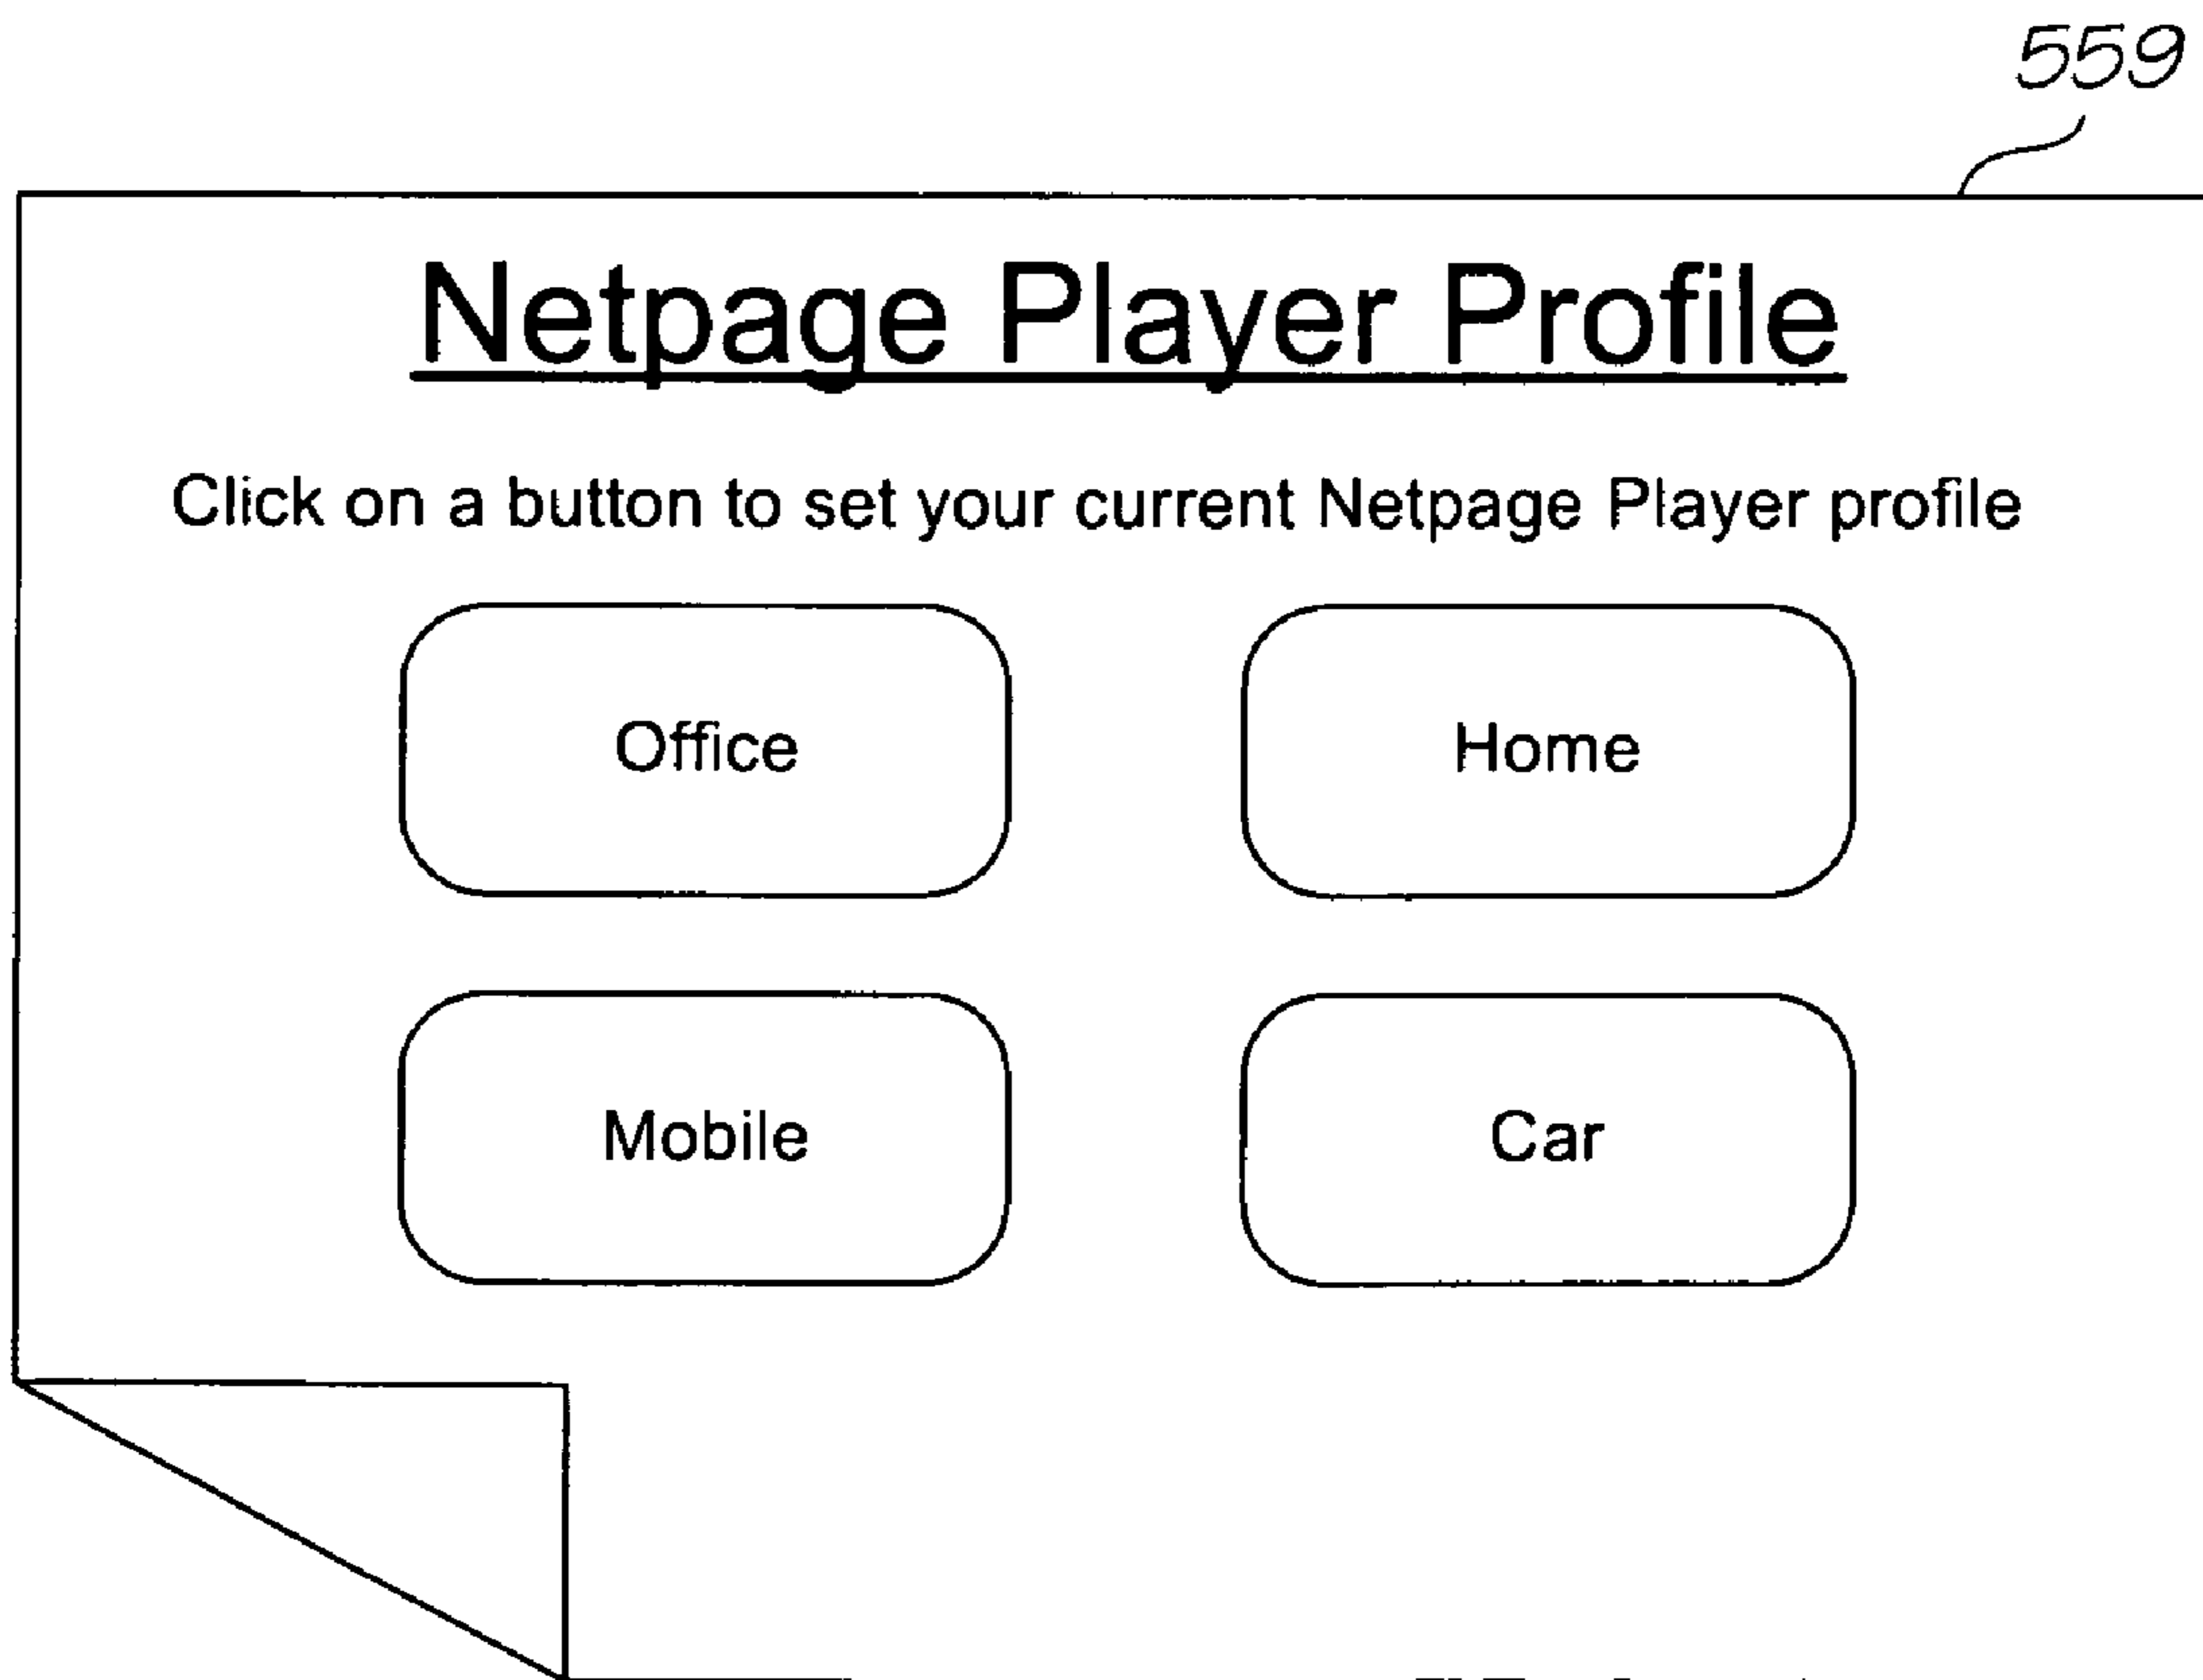 559
Netpage Player Profile
Click on a button to set your current Netpage Player profile
Office
Home
Mobile
Car